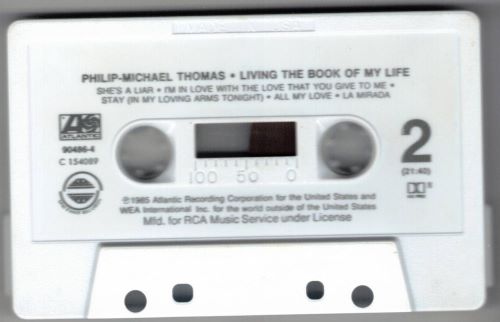 PHILIP-MICHAEL THOMAS • LIVING THE BOOK OF MY LIFE
SHE'S A LIAR • I'M IN LOVE WITH THE LOVE THAT YOU GIVE TO ME •
STAY (IN MY LOVING ARMS TONIGHT) • ALL MY LOVE • LA MIRADA
ATLANTIC
90486-4
C 154089
2
(21:40)
100 50 0
℗1985 Atlantic Recording Corporation for the United States and
WEA International Inc. for the world outside of the United States
Mfd. for RCA Music Service under License